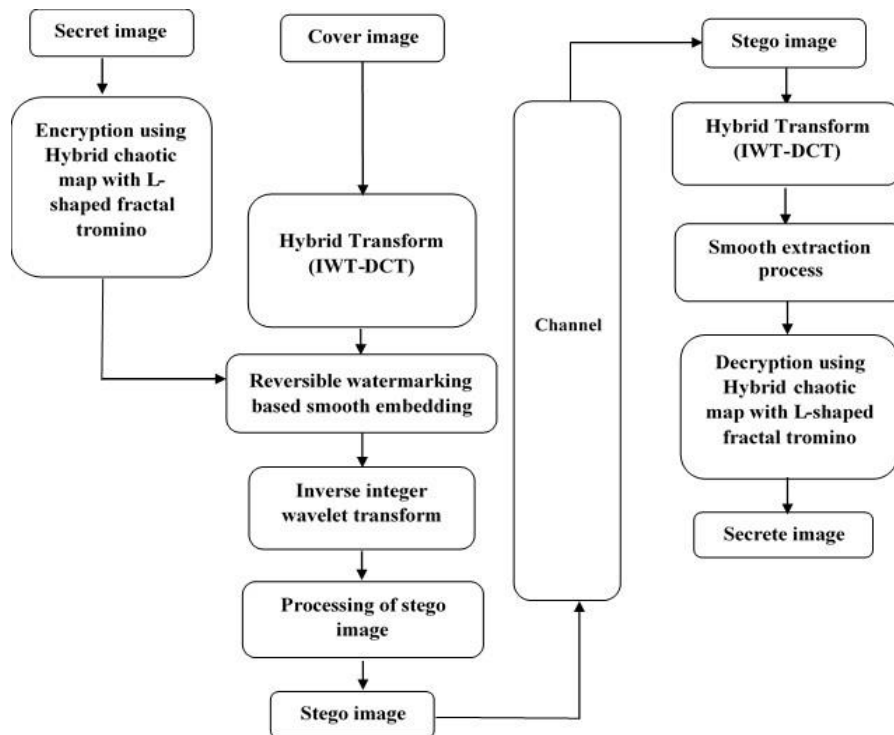 Secret image
Encryption using
Hybrid chaotic
map with L-
shaped fractal
tromino
Cover image
Hybrid Transform
(IWT-DCT)
Reversible watermarking
based smooth embedding
Inverse integer
wavelet transform
Processing of stego
image
Stego image
Channel
Stego image
Hybrid Transform
(IWT-DCT)
Smooth extraction
process
Decryption using
Hybrid chaotic
map with L-shaped
fractal tromino
Secrete image